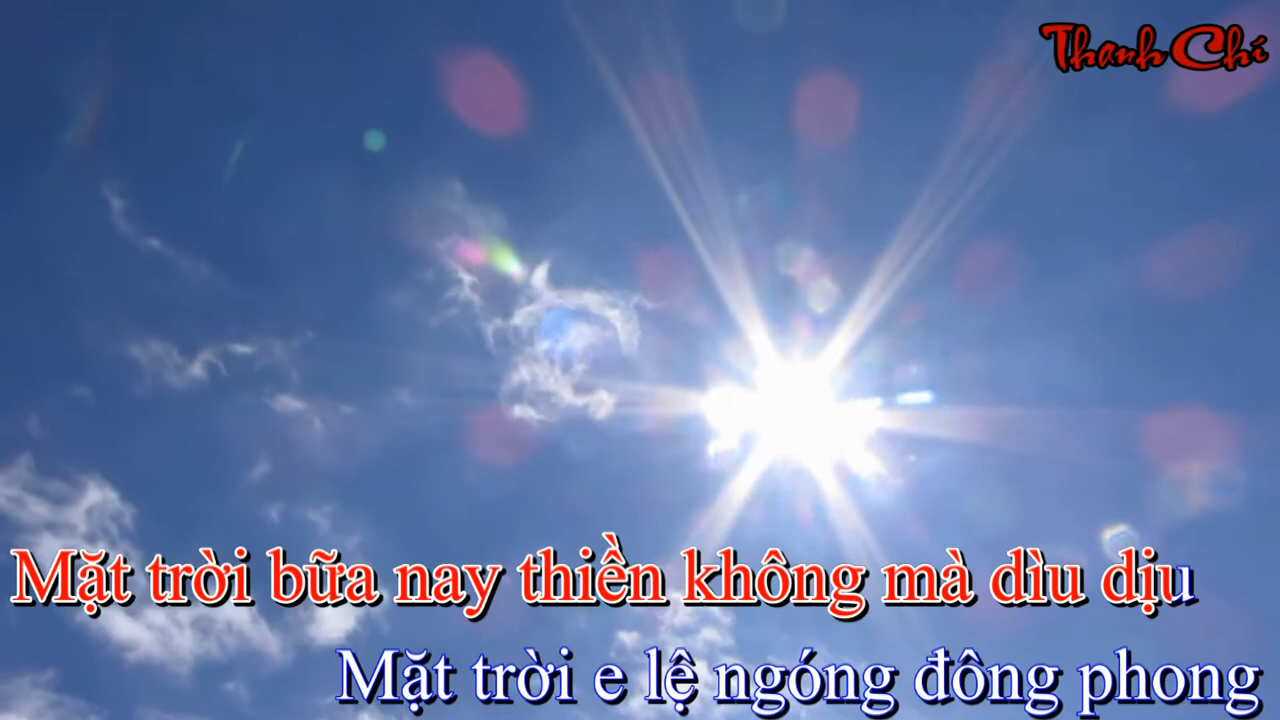 Thanh Chí
Mặt trời bữa nay thiền không mà dìu dịu
Mặt trời e lệ ngóng đông phong